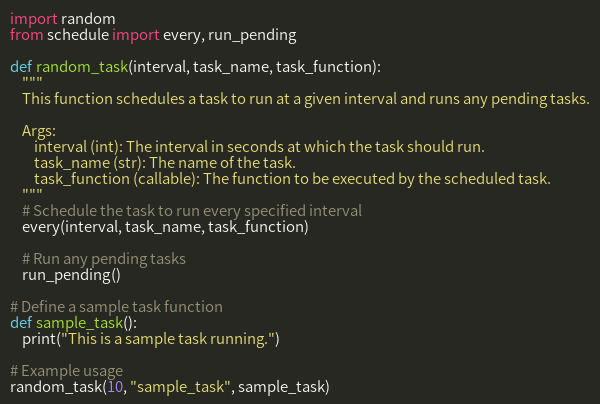 import random
from schedule import every, run_pending

def random_task(interval, task_name, task_function):
    """
    This function schedules a task to run at a given interval and runs any pending tasks.

    Args:
        interval (int): The interval in seconds at which the task should run.
        task_name (str): The name of the task.
        task_function (callable): The function to be executed by the scheduled task.
    """
    # Schedule the task to run every specified interval
    every(interval, task_name, task_function)

    # Run any pending tasks
    run_pending()

# Define a sample task function
def sample_task():
    print("This is a sample task running.")

# Example usage
random_task(10, "sample_task", sample_task)